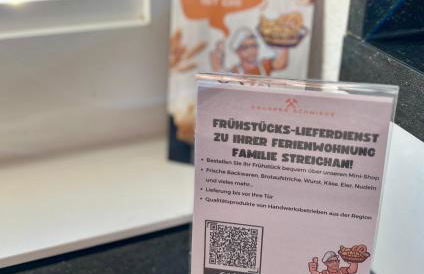 FRÜHSTÜCKS-LIEFERDIENST
ZU IHRER FERIENWOHNUNG
FAMILIE STREICHAN!
• Bestellen Sie Ihr Frühstück bequem über unseren Mini-Shop
• Frische Backwaren, Brotaufstriche, Wurst, Käse, Eier, Nudeln
und vieles mehr...
• Lieferung bis vor Ihre Tür
• Qualitätsprodukte von Handwerksbetrieben aus der Region